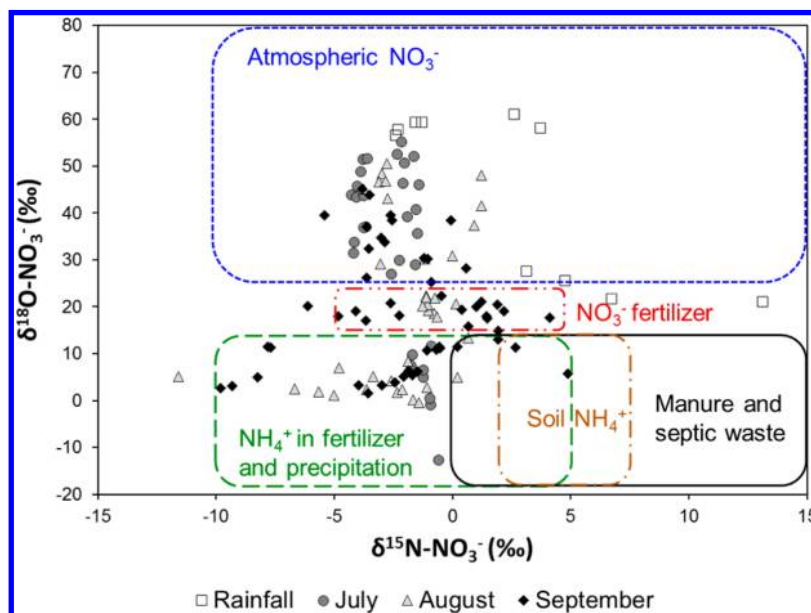 80
70
60
50
40
30
20
10
0
-10
-20
δ¹⁸O-NO₃⁻ (‰)
Atmospheric NO₃⁻
NO₃⁻ fertilizer
NH₄⁺ in fertilizer
and precipitation
Soil NH₄⁺
Manure and
septic waste
-15 -10 -5 0 5 10 15
δ¹⁵N-NO₃⁻ (‰)
Rainfall July August September